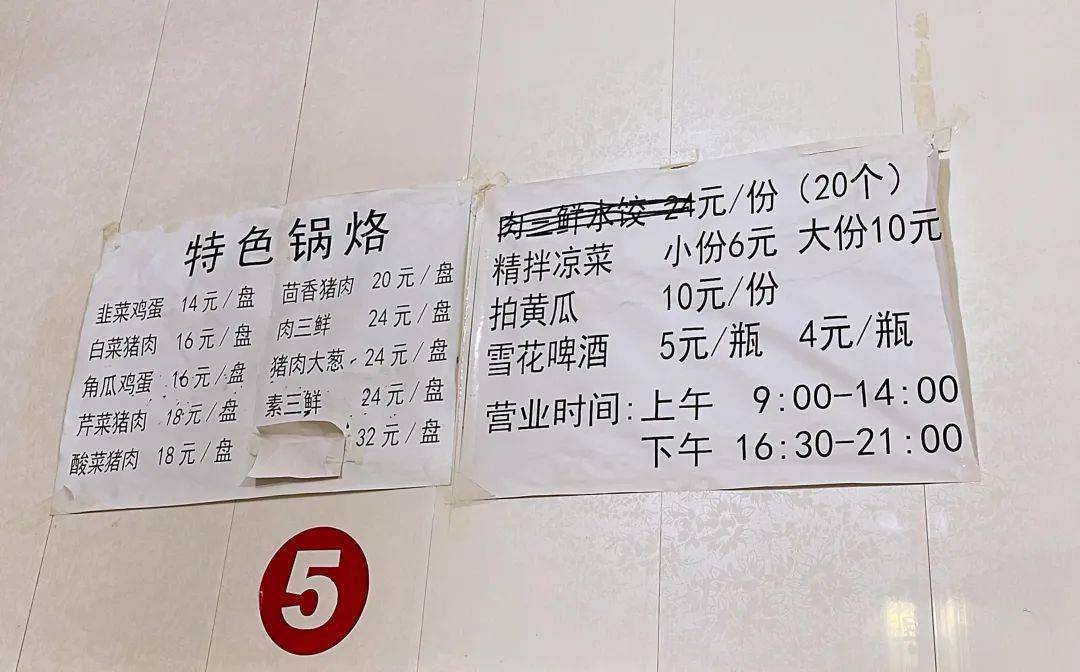 特色锅烙
韭菜鸡蛋 14元/盘
白菜猪肉 16元/盘
角瓜鸡蛋 16元/盘
芹菜猪肉 18元/盘
酸菜猪肉 18元/盘
茴香猪肉 20元/盘
肉三鲜 24元/盘
猪肉大葱 24元/盘
素三鲜 24元/盘
32元/盘
肉三鲜水饺 24元/份（20个）
精拌凉菜 小份6元 大份10元
拍黄瓜 10元/份
雪花啤酒 5元/瓶 4元/瓶
营业时间:上午 9:00-14:00
下午 16:30-21:00
5